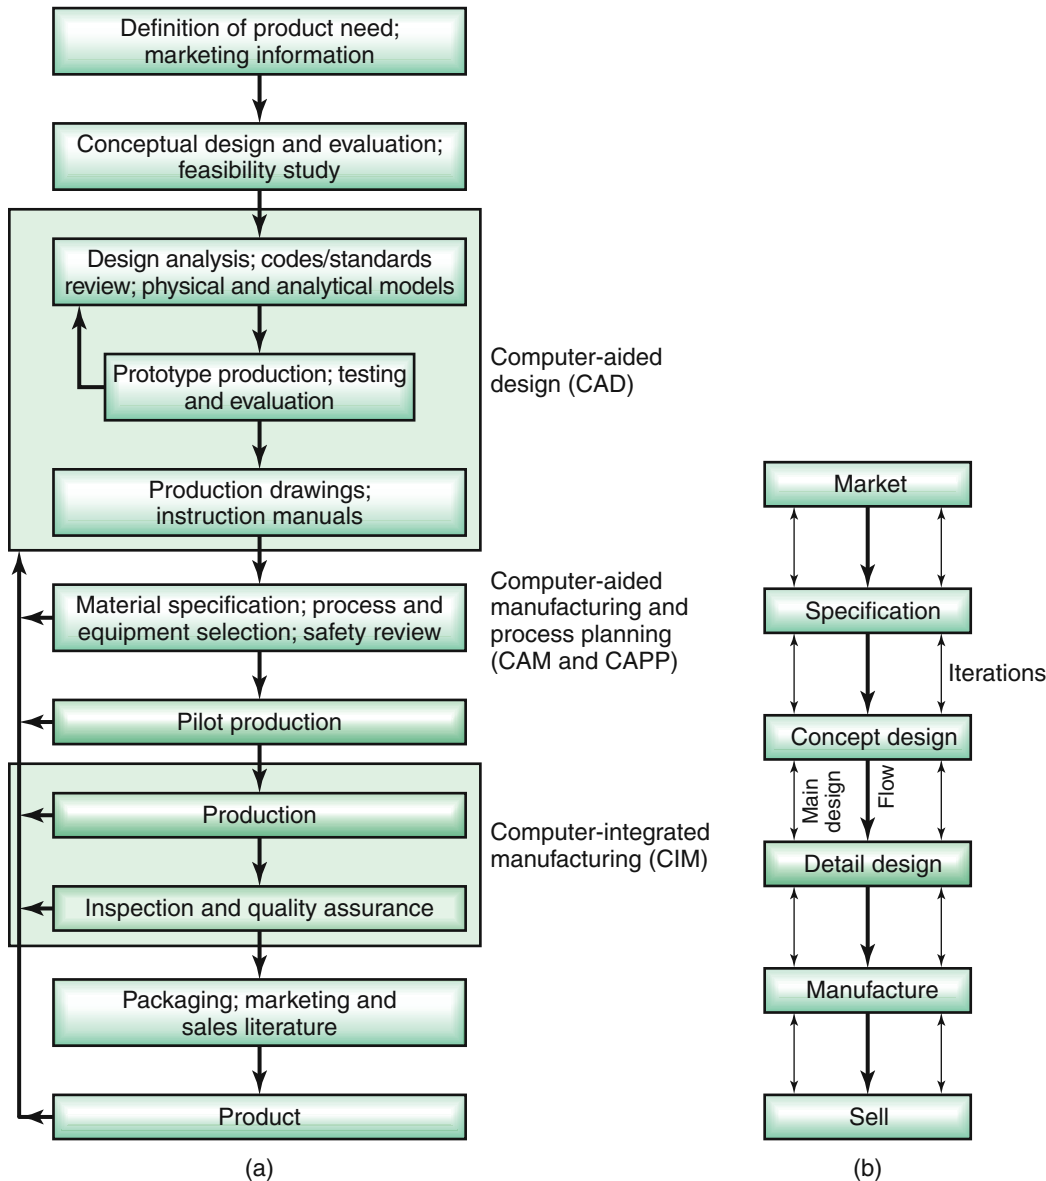 Definition of product need;
marketing information
Conceptual design and evaluation;
feasibility study
Design analysis; codes/standards
review; physical and analytical models
Prototype production; testing
and evaluation
Computer-aided
design (CAD)
Production drawings;
instruction manuals
Material specification; process and
equipment selection; safety review
Computer-aided
manufacturing and
process planning
(CAM and CAPP)
Pilot production
Production
Computer-integrated
manufacturing (CIM)
Inspection and quality assurance
Packaging; marketing and
sales literature
Product
(a)
Market
Specification
Iterations
Concept design
Main
design
Flow
Detail design
Manufacture
Sell
(b)